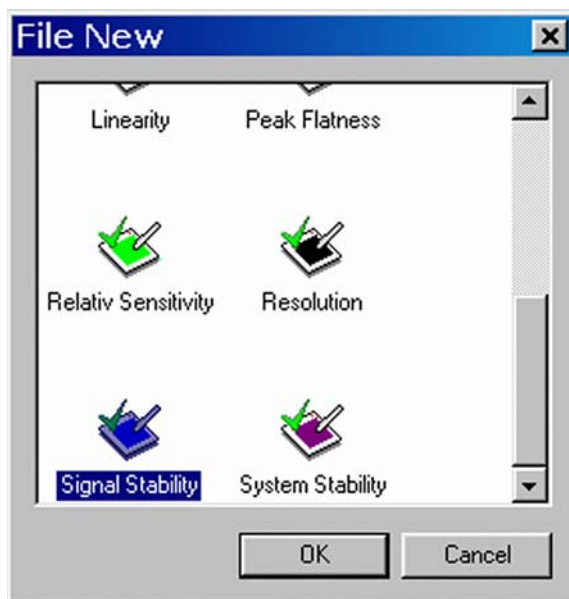 File New
Linearity Peak Flatness
Relativ Sensitivity Resolution
Signal Stability System Stability
OK Cancel